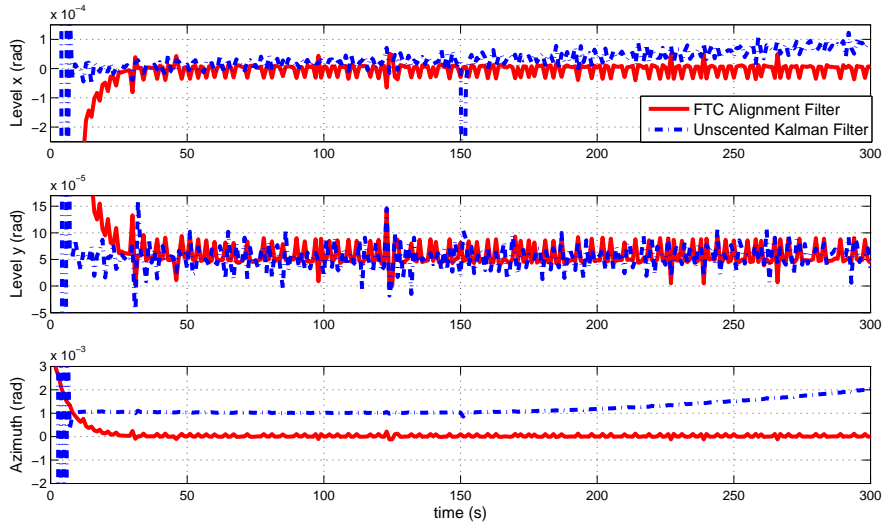 x 10⁻⁴
1
0
−1
−2
Level x (rad)
0 50 100 150 200 250 300
FTC Alignment Filter
Unscented Kalman Filter
x 10⁻⁵
15
10
5
0
−5
Level y (rad)
0 50 100 150 200 250 300
x 10⁻³
3
2
1
0
−1
−2
Azimuth (rad)
0 50 100 150 200 250 300
time (s)